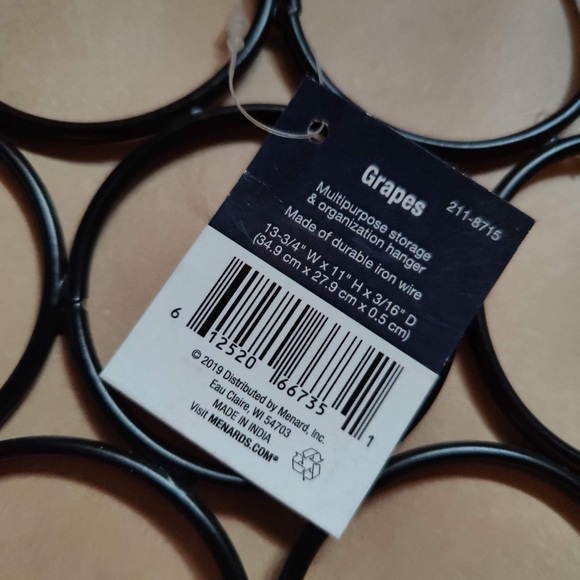 Grapes
211-8715
Multipurpose storage
& organization hanger
Made of durable iron wire
13-3/4" W x 11" H x 3/16" D
(34.9 cm x 27.9 cm x 0.5 cm)
6 12520 66735 1
© 2019 Distributed by Menard, Inc.
Eau Claire, WI 54703
MADE IN INDIA
Visit MENARDS.COM®